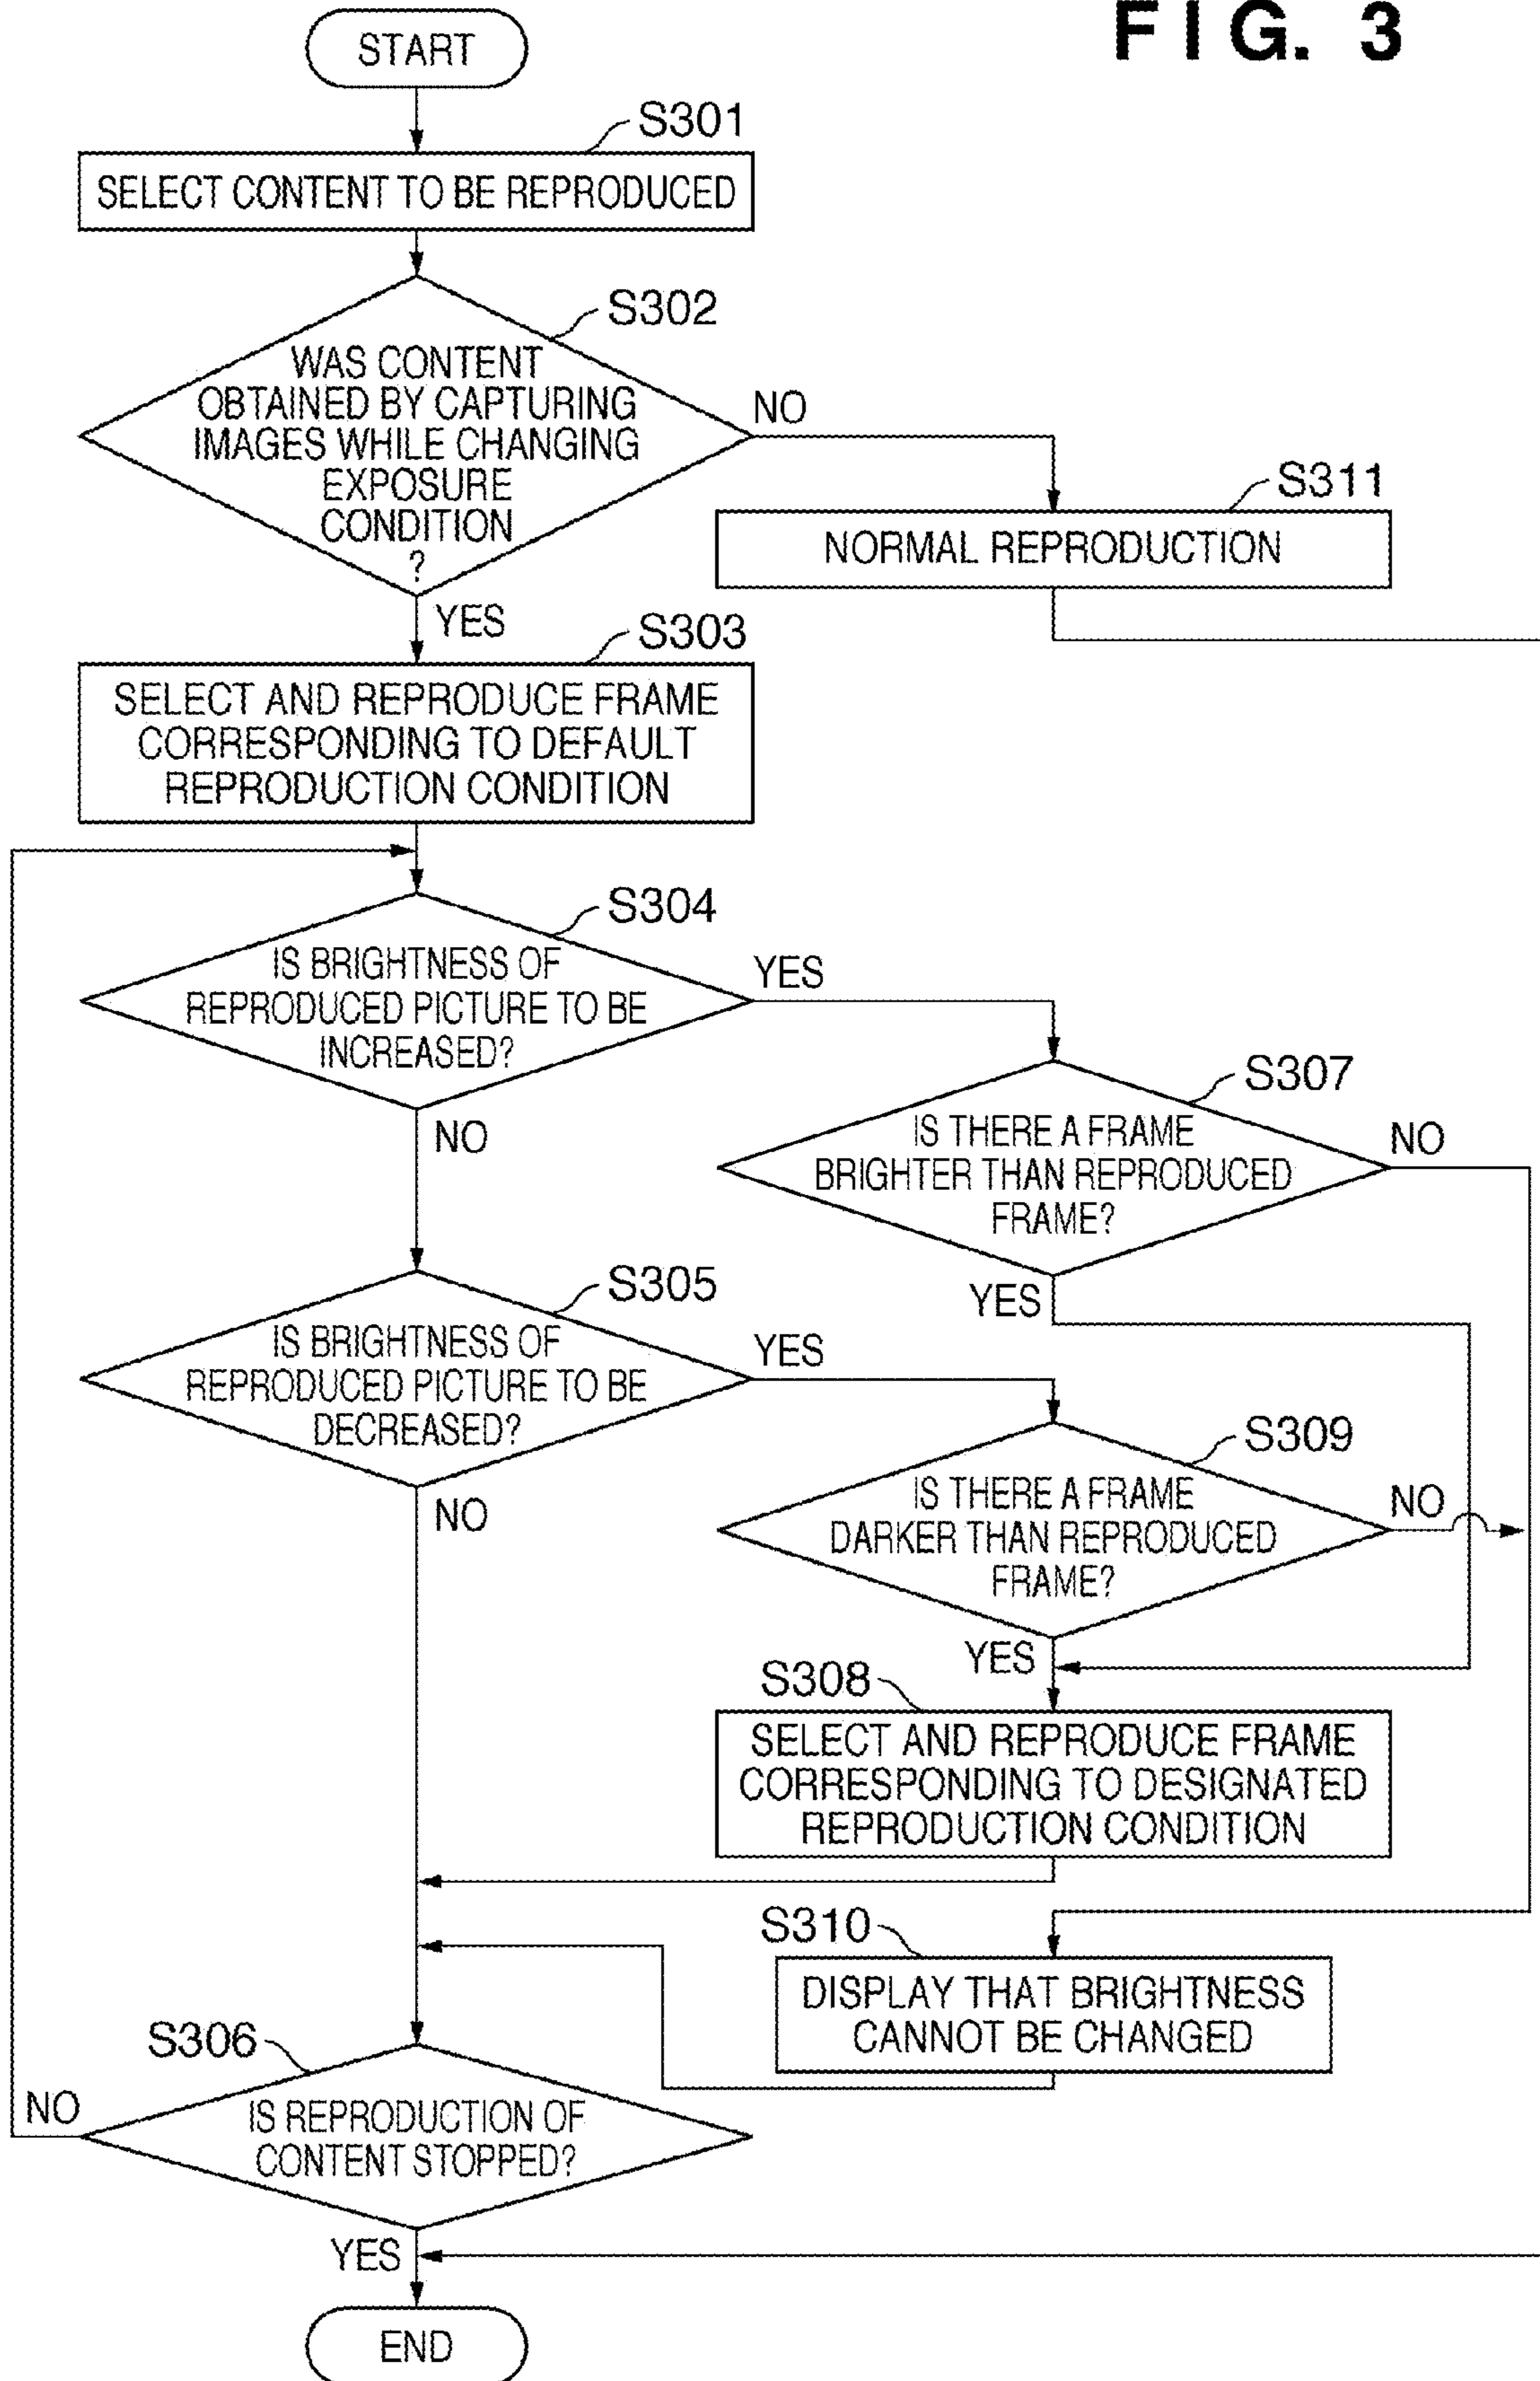 FIG. 3
START
S301
SELECT CONTENT TO BE REPRODUCED
S302
WAS CONTENT
OBTAINED BY CAPTURING
IMAGES WHILE CHANGING
EXPOSURE
CONDITION
?
NO
YES
S311
NORMAL REPRODUCTION
S303
SELECT AND REPRODUCE FRAME
CORRESPONDING TO DEFAULT
REPRODUCTION CONDITION
S304
IS BRIGHTNESS OF
REPRODUCED PICTURE TO BE
INCREASED?
YES
NO
S307
IS THERE A FRAME
BRIGHTER THAN REPRODUCED
FRAME?
NO
YES
S305
IS BRIGHTNESS OF
REPRODUCED PICTURE TO BE
DECREASED?
YES
NO
S309
IS THERE A FRAME
DARKER THAN REPRODUCED
FRAME?
NO
YES
S308
SELECT AND REPRODUCE FRAME
CORRESPONDING TO DESIGNATED
REPRODUCTION CONDITION
S310
DISPLAY THAT BRIGHTNESS
CANNOT BE CHANGED
S306
IS REPRODUCTION OF
CONTENT STOPPED?
NO
YES
END